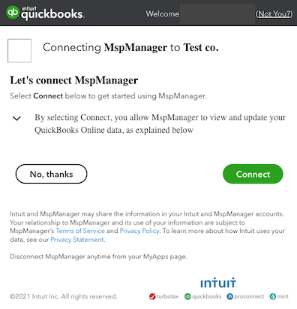 intuit
quickbooks
Welcome (Not You?)
Connecting MspManager to Test co.
Let's connect MspManager
Select Connect below to get started using MspManager.
By selecting Connect, you allow MspManager to view and update your
QuickBooks Online data, as explained below
No, thanks
Connect
Intuit and MspManager may share the information in your Intuit and MspManager accounts.
Your relationship to MspManager and its use of your information are subject to
MspManager's Terms of Service and Privacy Policy. To learn more about how Intuit uses your
data, see our Privacy Statement.
Disconnect MspManager anytime from your MyApps page.
intuit
©2021 Intuit Inc. All rights reserved.
turbotax quickbooks proconnect mint